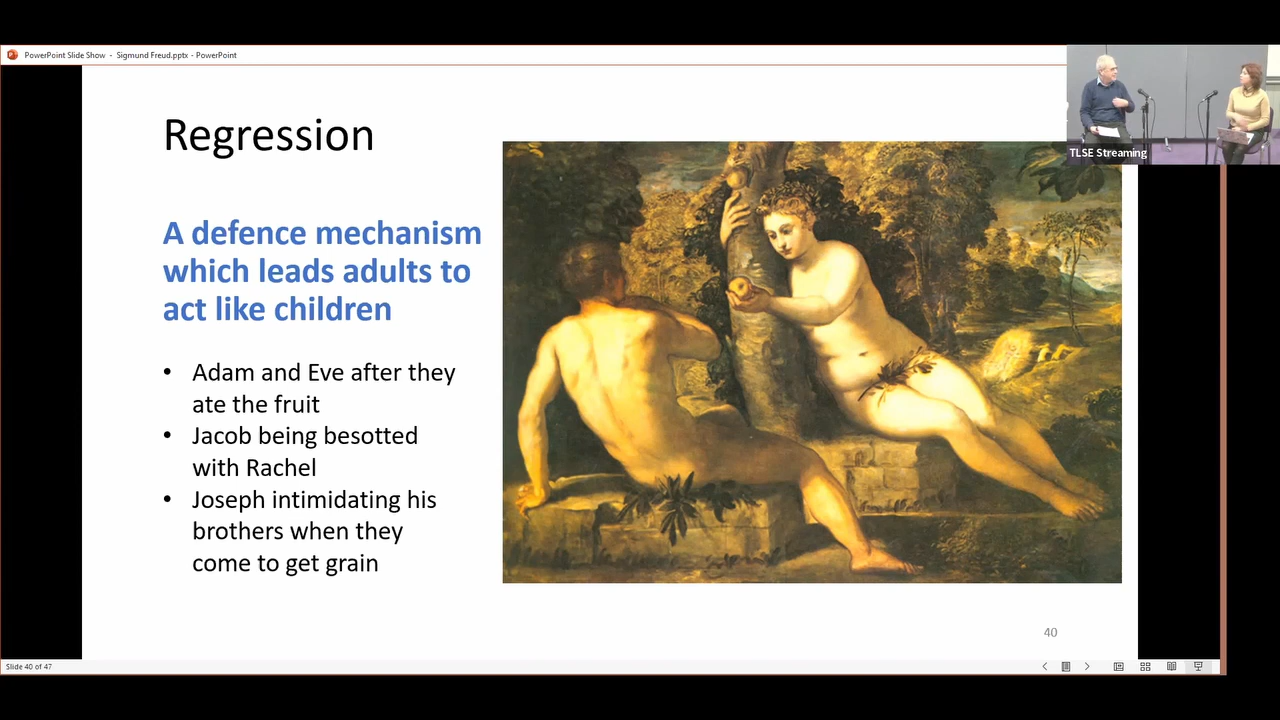 PowerPoint Slide Show - Sigmund Freud.pptx - PowerPoint
TLSE Streaming
Regression
A defence mechanism
which leads adults to
act like children
• Adam and Eve after they
ate the fruit
• Jacob being besotted
with Rachel
• Joseph intimidating his
brothers when they
come to get grain
40
Slide 40 of 47